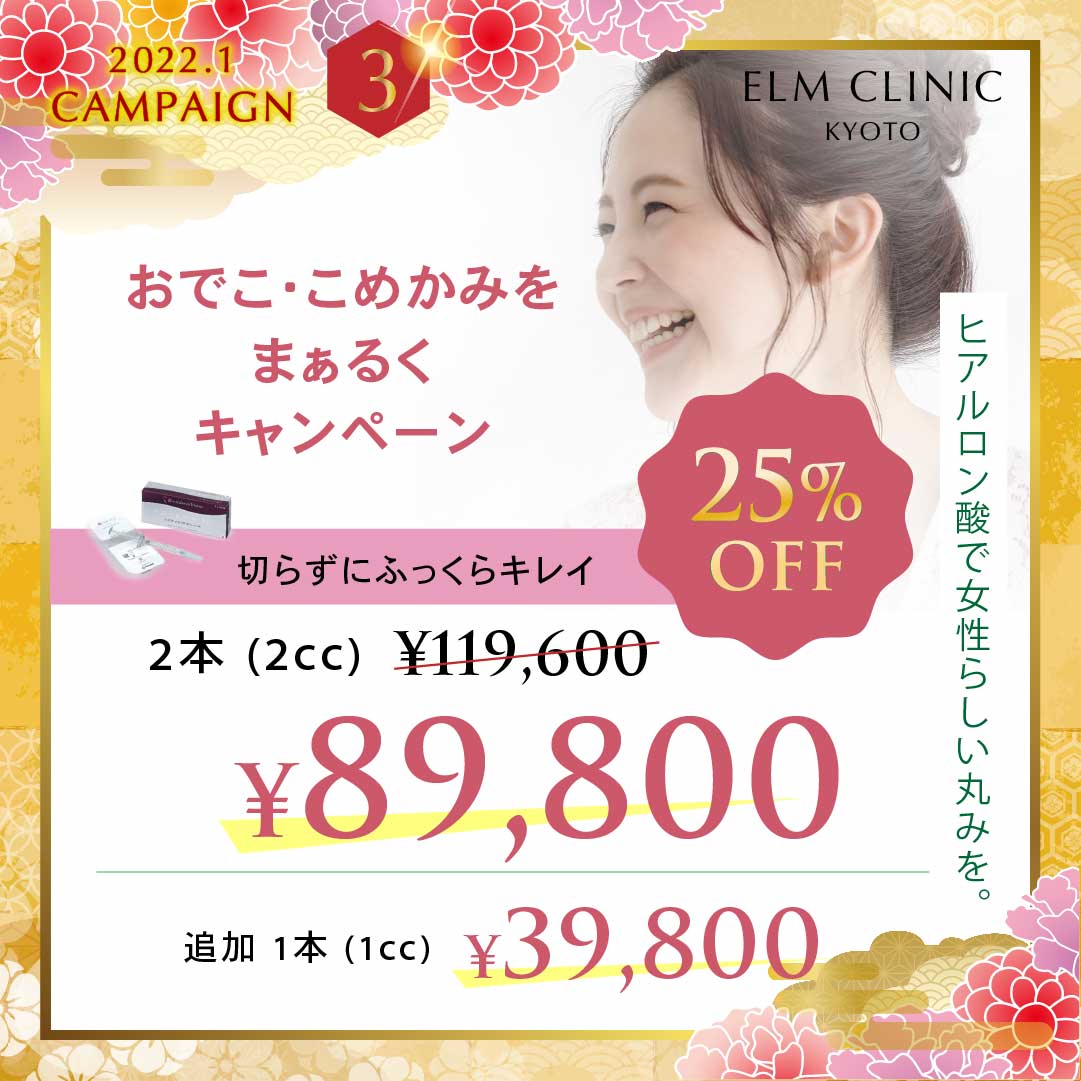 2022.1
CAMPAIGN
3
ELM CLINIC
KYOTO
おでこ・こめかみを
まぁるく
キャンペーン
ヒアルロン酸で女性らしい丸みを。
25%
OFF
切らずにふっくらキレイ
2本 (2cc) ¥119,600
¥89,800
追加 1本 (1cc) ¥39,800